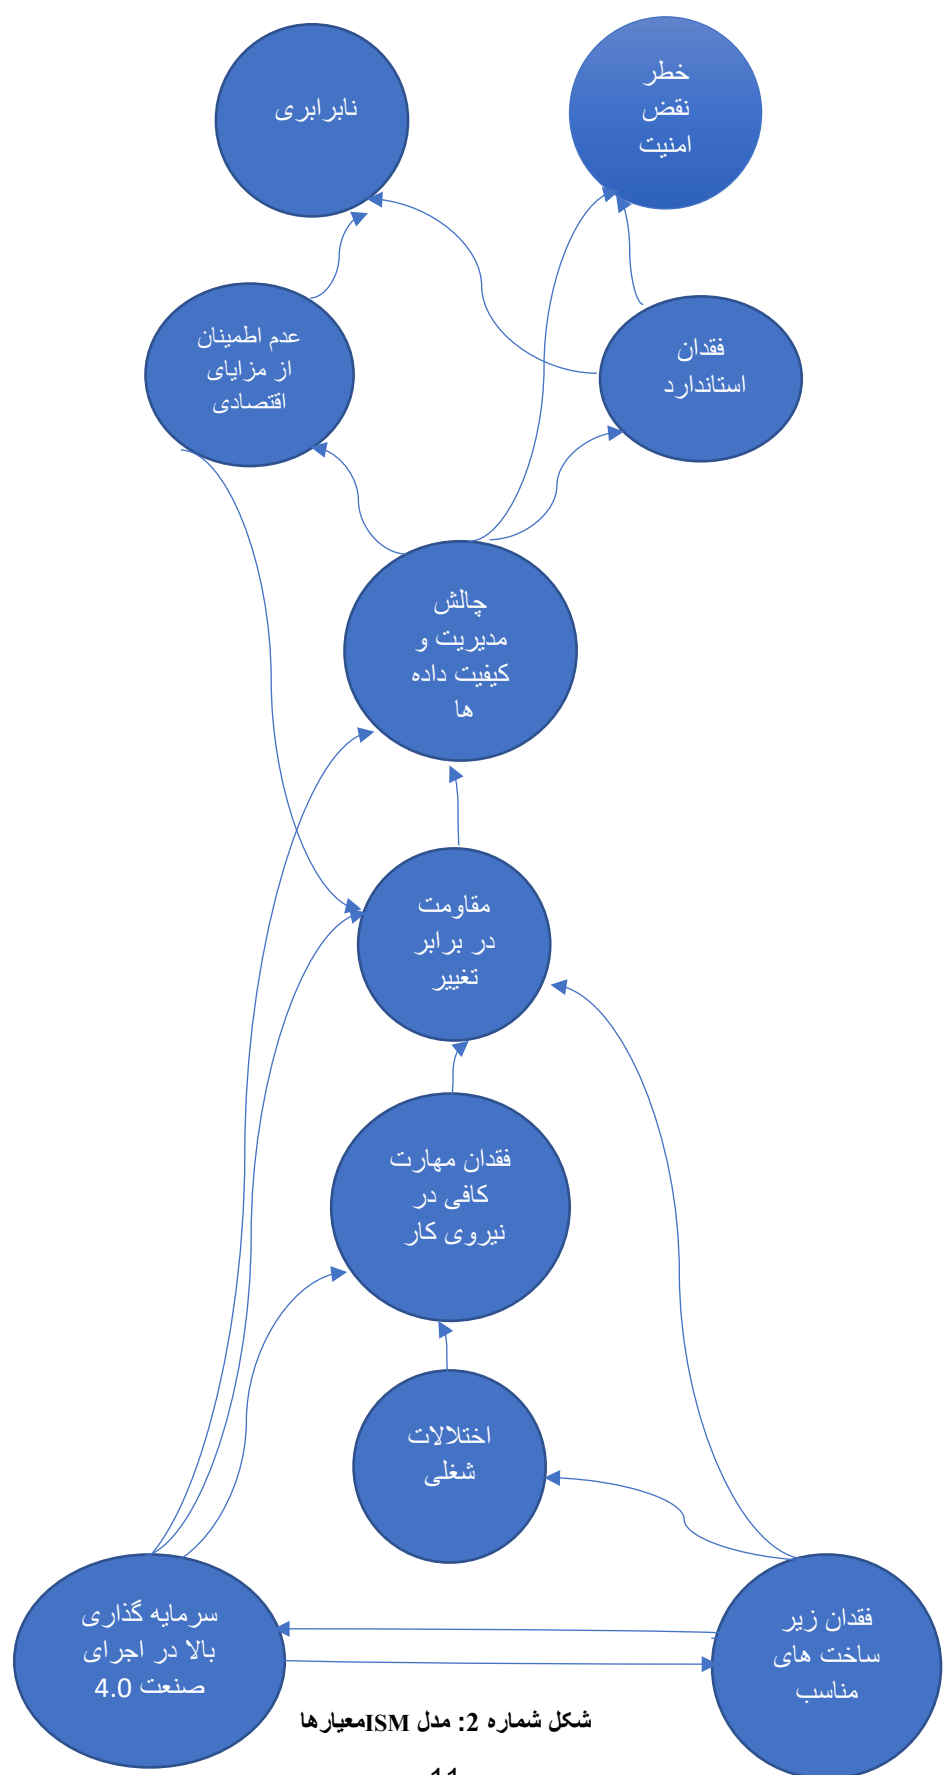 خطر
نقض
امنیت
نابرابری
عدم اطمینان
از مزایای
اقتصادی
فقدان
استاندارد
چالش
مدیریت و
کیفیت داده
ها
مقاومت
در برابر
تغییر
فقدان مهارت
کافی در
نیروی کار
اختلالات
شغلی
سرمایه گذاری
بالا در اجرای
صنعت 4.0
فقدان زیر
ساخت های
مناسب
شکل شماره 2: مدل ISMمعیارها
11